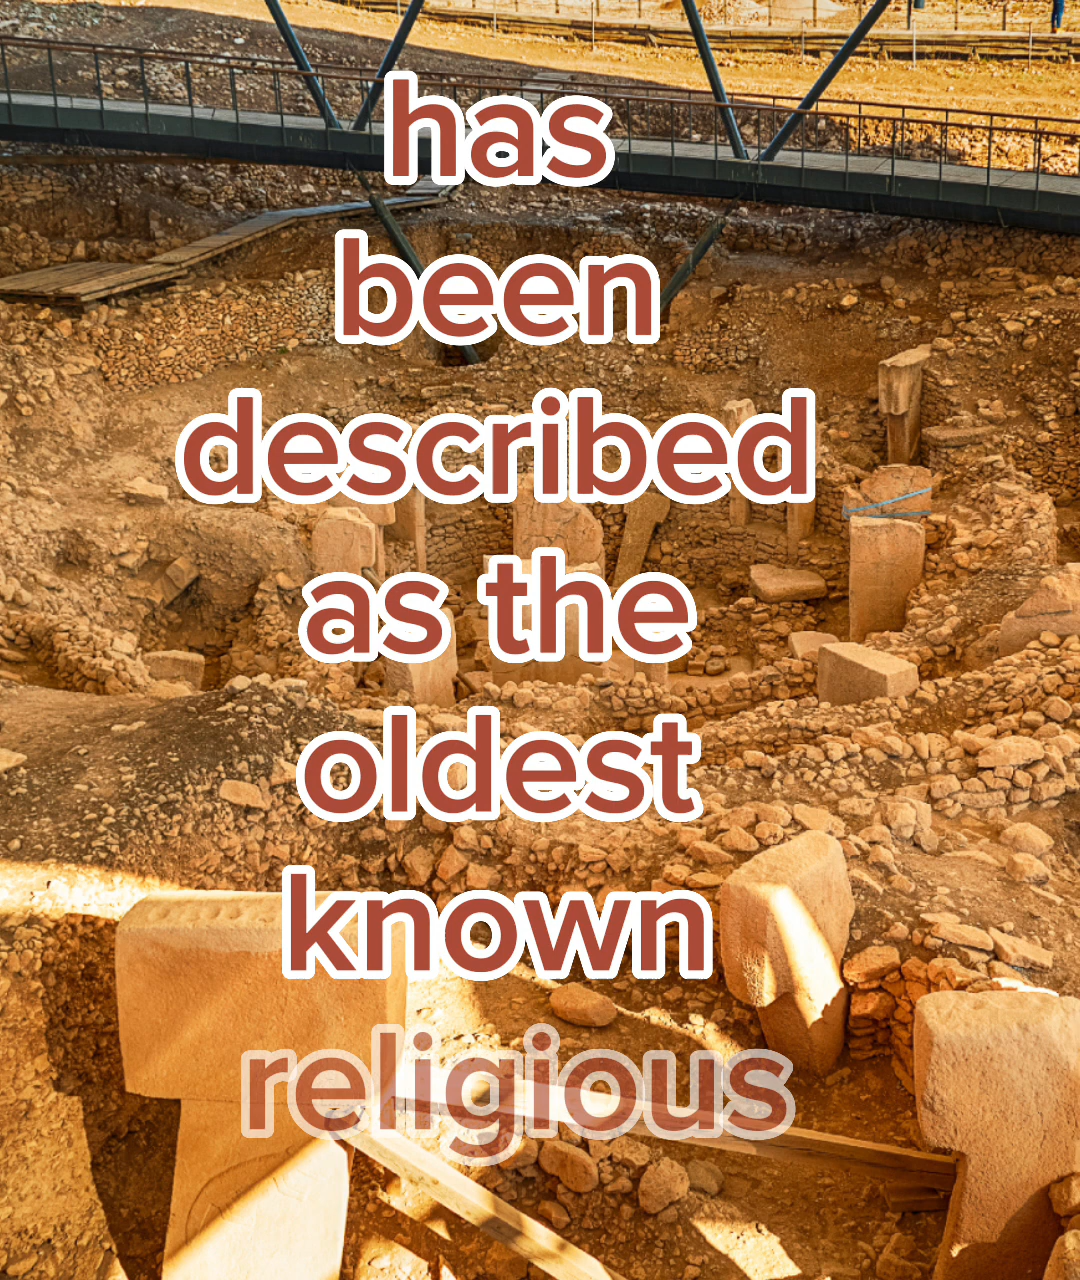 has
been
described
as the
oldest
known
religious